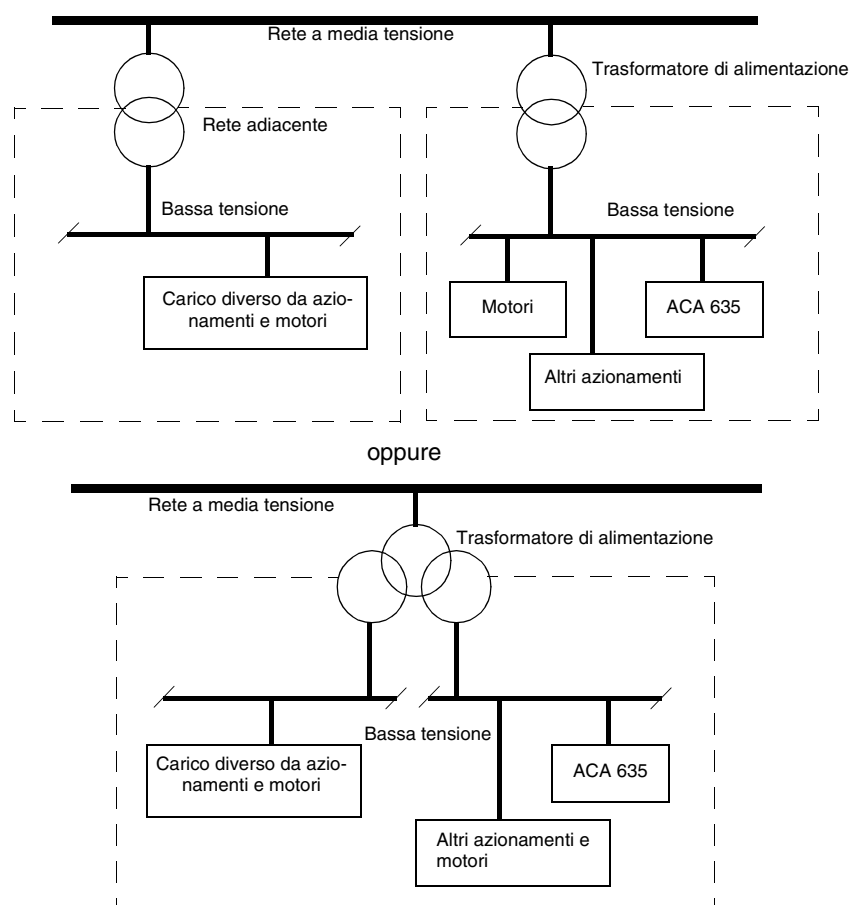 Rete a media tensione
Trasformatore di alimentazione
Rete adiacente
Bassa tensione
Bassa tensione
Carico diverso da azio-
namenti e motori
Motori
ACA 635
Altri azionamenti
oppure
Rete a media tensione
Trasformatore di alimentazione
Bassa tensione
Carico diverso da azio-
namenti e motori
ACA 635
Altri azionamenti e
motori